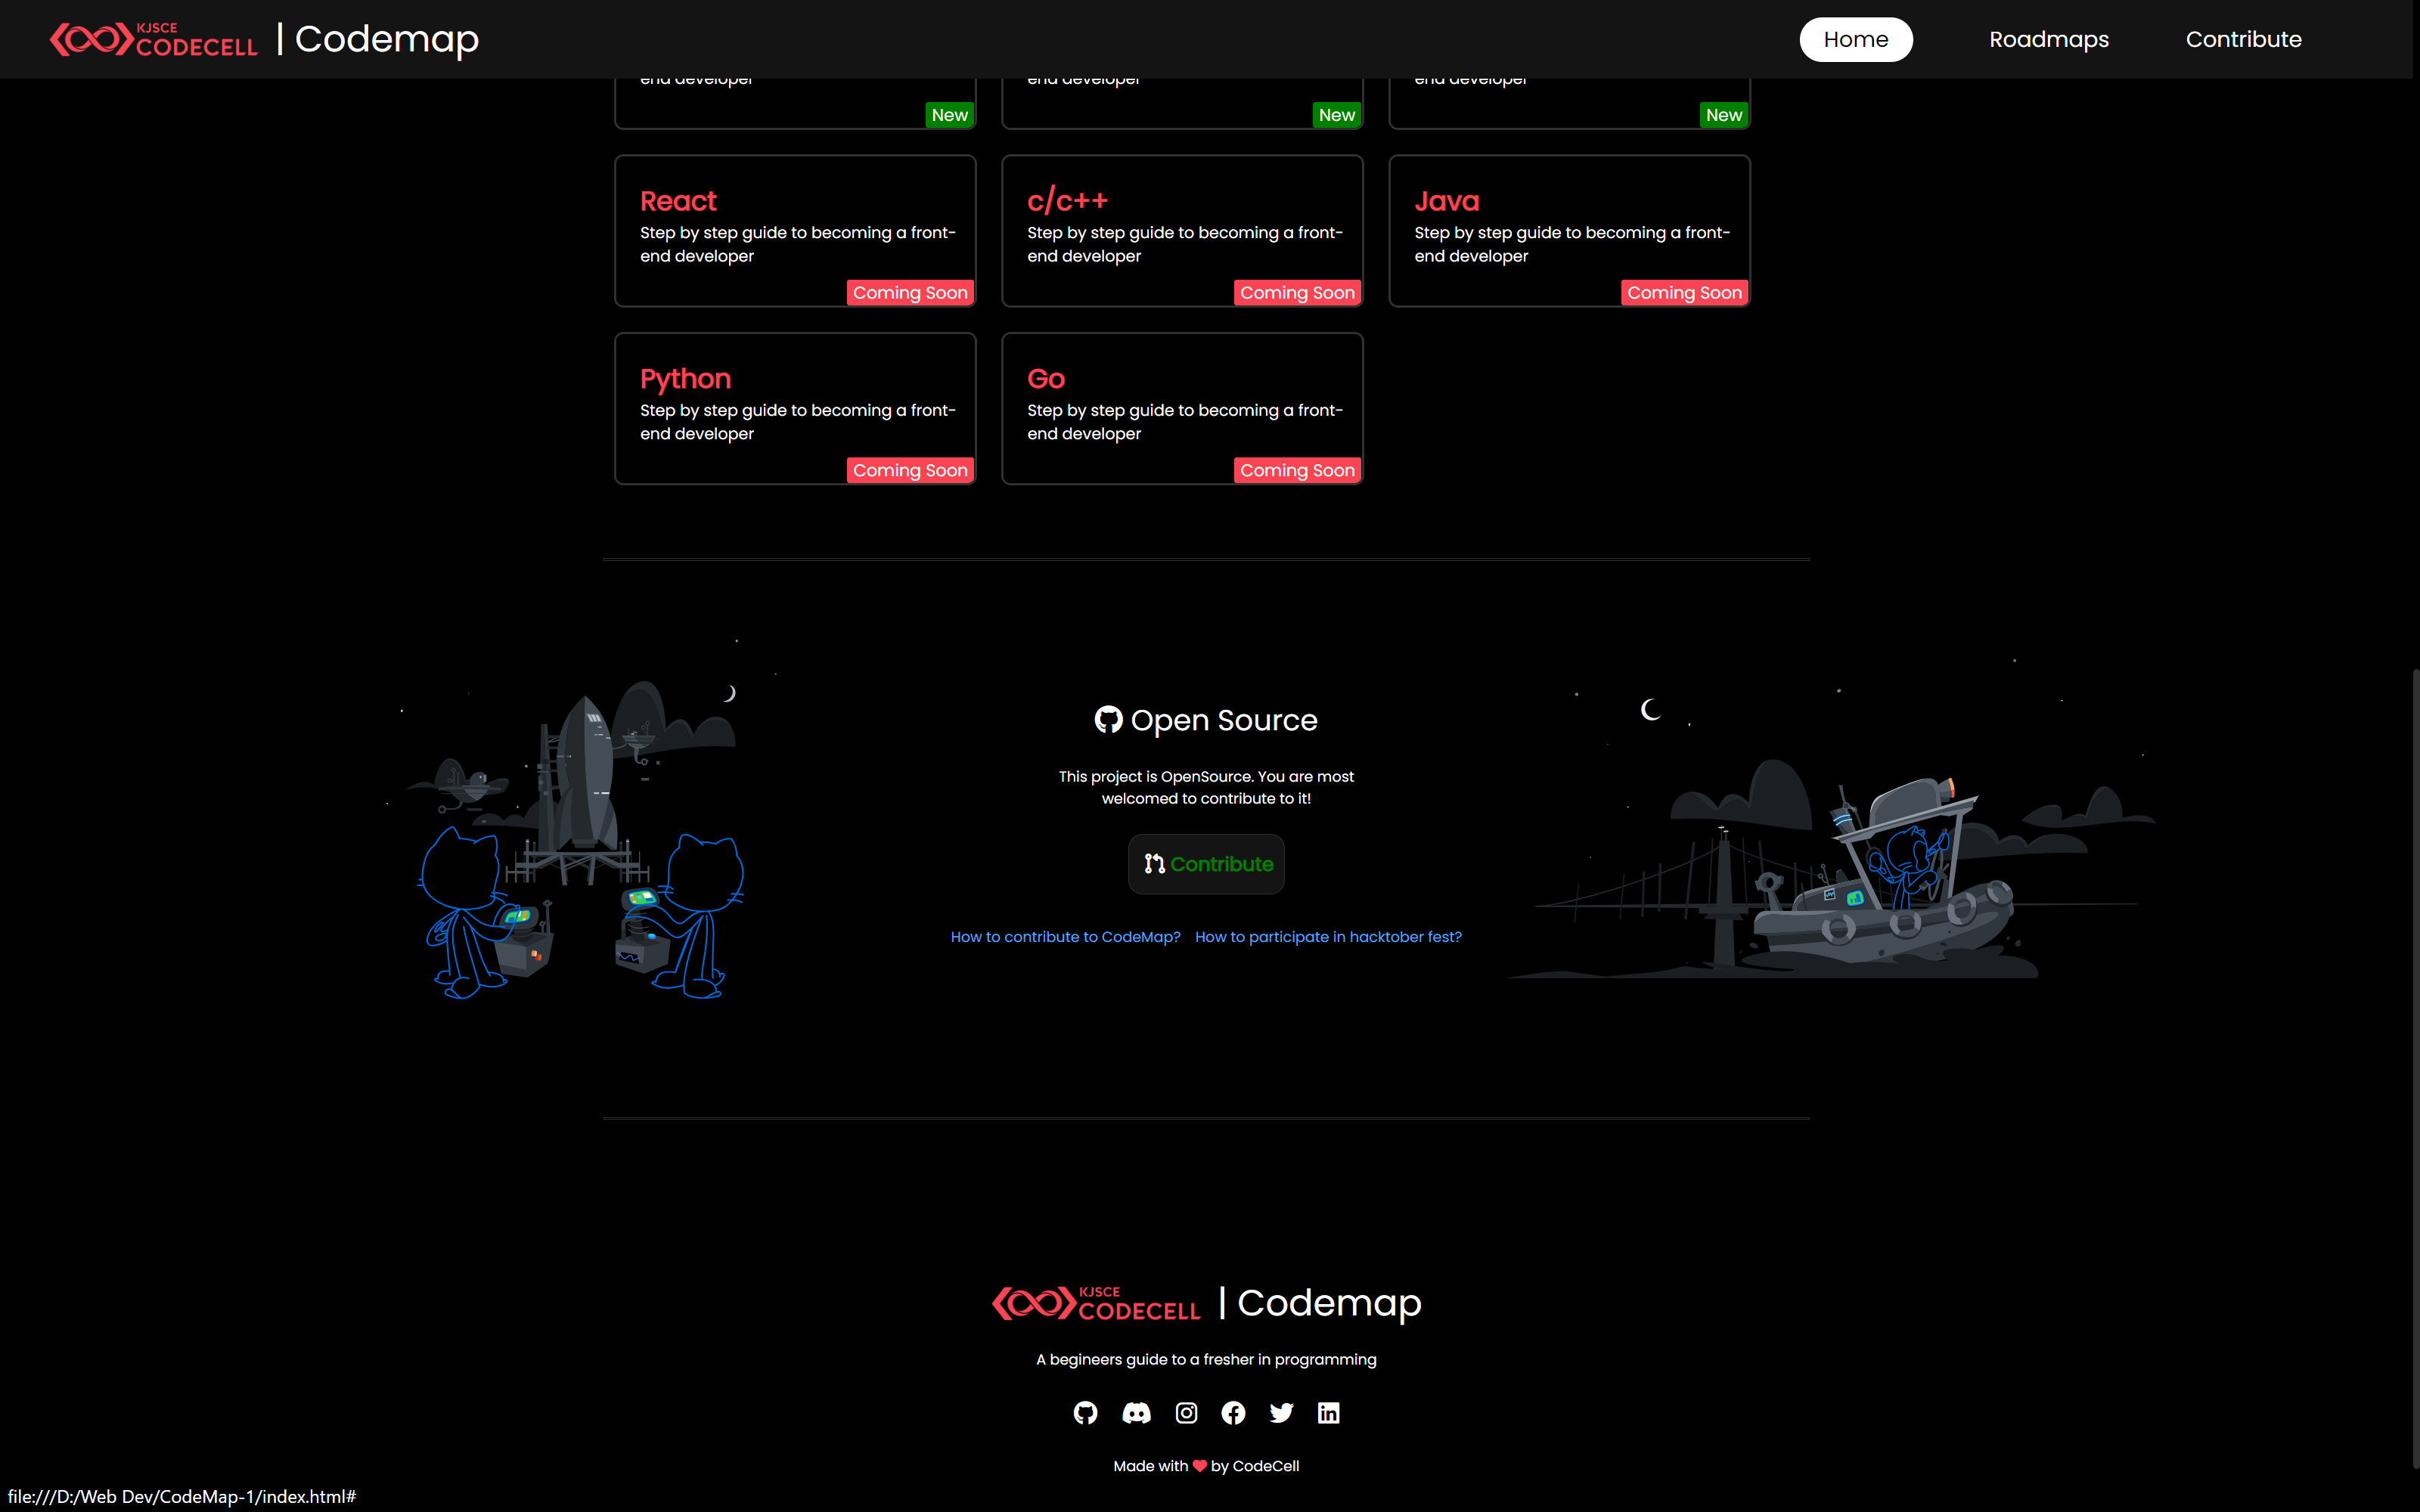 KJSCE
CODECELL | Codemap
Home Roadmaps Contribute
end developer end developer end developer
New New New
React c/c++ Java
Step by step guide to becoming a front- Step by step guide to becoming a front- Step by step guide to becoming a front-
end developer end developer end developer
Coming Soon Coming Soon Coming Soon
Python Go
Step by step guide to becoming a front- Step by step guide to becoming a front-
end developer end developer
Coming Soon Coming Soon
Open Source
This project is OpenSource. You are most
welcomed to contribute to it!
Contribute
How to contribute to CodeMap? How to participate in hacktober fest?
KJSCE
CODECELL | Codemap
A begineers guide to a fresher in programming
Made with ❤ by CodeCell
file:///D:/Web Dev/CodeMap-1/index.html#